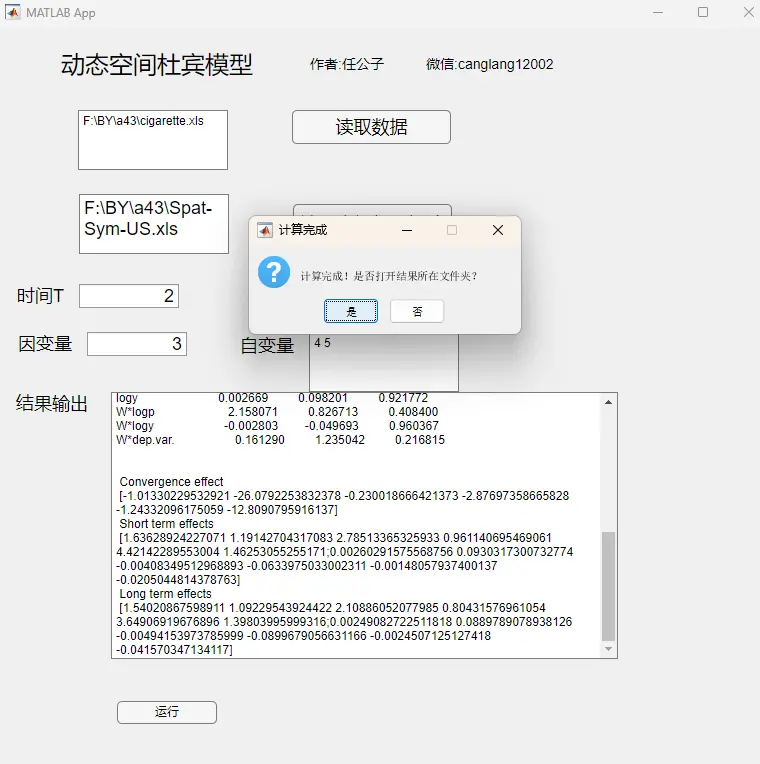 MATLAB App
动态空间杜宾模型
作者:任公子
微信:canglang12002
F:\BY\a43\cigarette.xls
读取数据
F:\BY\a43\Spat-
Sym-US.xls
计算完成
计算完成！是否打开结果所在文件夹？
是
否
时间T
2
因变量
3
自变量
4 5
结果输出
logy 0.002669 0.098201 0.921772
W*logp 2.158071 0.826713 0.408400
W*logy -0.002803 -0.049693 0.960367
W*dep.var. 0.161290 1.235042 0.216815
Convergence effect
[-1.01330229532921 -26.0792253832378 -0.230018666421373 -2.87697358665828
-1.24332096175059 -12.8090795916137]
Short term effects
[1.63628924227071 1.19142704317083 2.78513365325933 0.961140695469061
4.42142289553004 1.46253055255171;0.00260291575568756 0.0930317300732774
-0.00408349512968893 -0.0633975033002311 -0.00148057937400137
-0.0205044814378763]
Long term effects
[1.54020867598911 1.09229543924422 2.10886052077985 0.80431576961054
3.64906919676896 1.39803995999316;0.00249082722511818 0.0889789078938126
-0.00494153973785999 -0.0899679056631166 -0.0024507125127418
-0.041570347134117]
运行